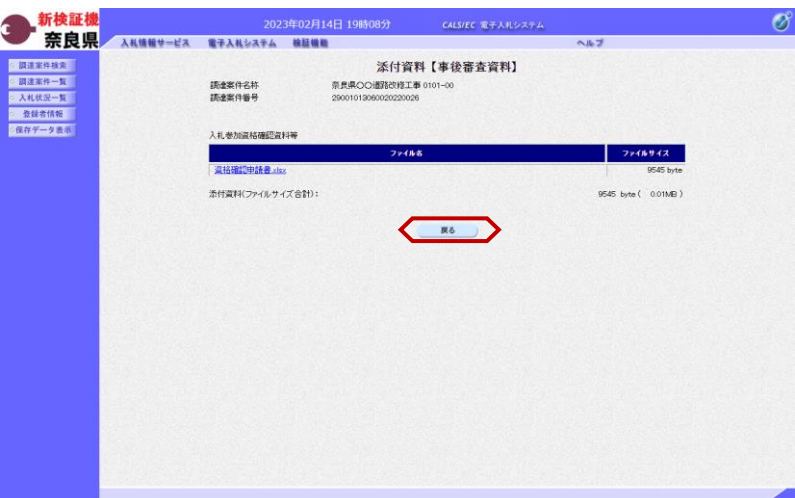 新検証機
奈良県
2023年02月14日 19時08分
CALS/EC 電子入札システム
入札情報サービス 電子入札システム 検証機能 ヘルプ
調達案件検索
調達案件一覧
入札状況一覧
登録者情報
保存データ表示
添付資料【事後審査資料】
調達案件名称 奈良県〇〇道路改修工事 0101-00
調達案件番号 29001013060020220026
入札参加資格確認資料等
ファイル名 ファイルサイズ
資格確認申請書.xlsx 9545 byte
添付資料(ファイルサイズ合計): 9545 byte ( 0.01MB )
戻る